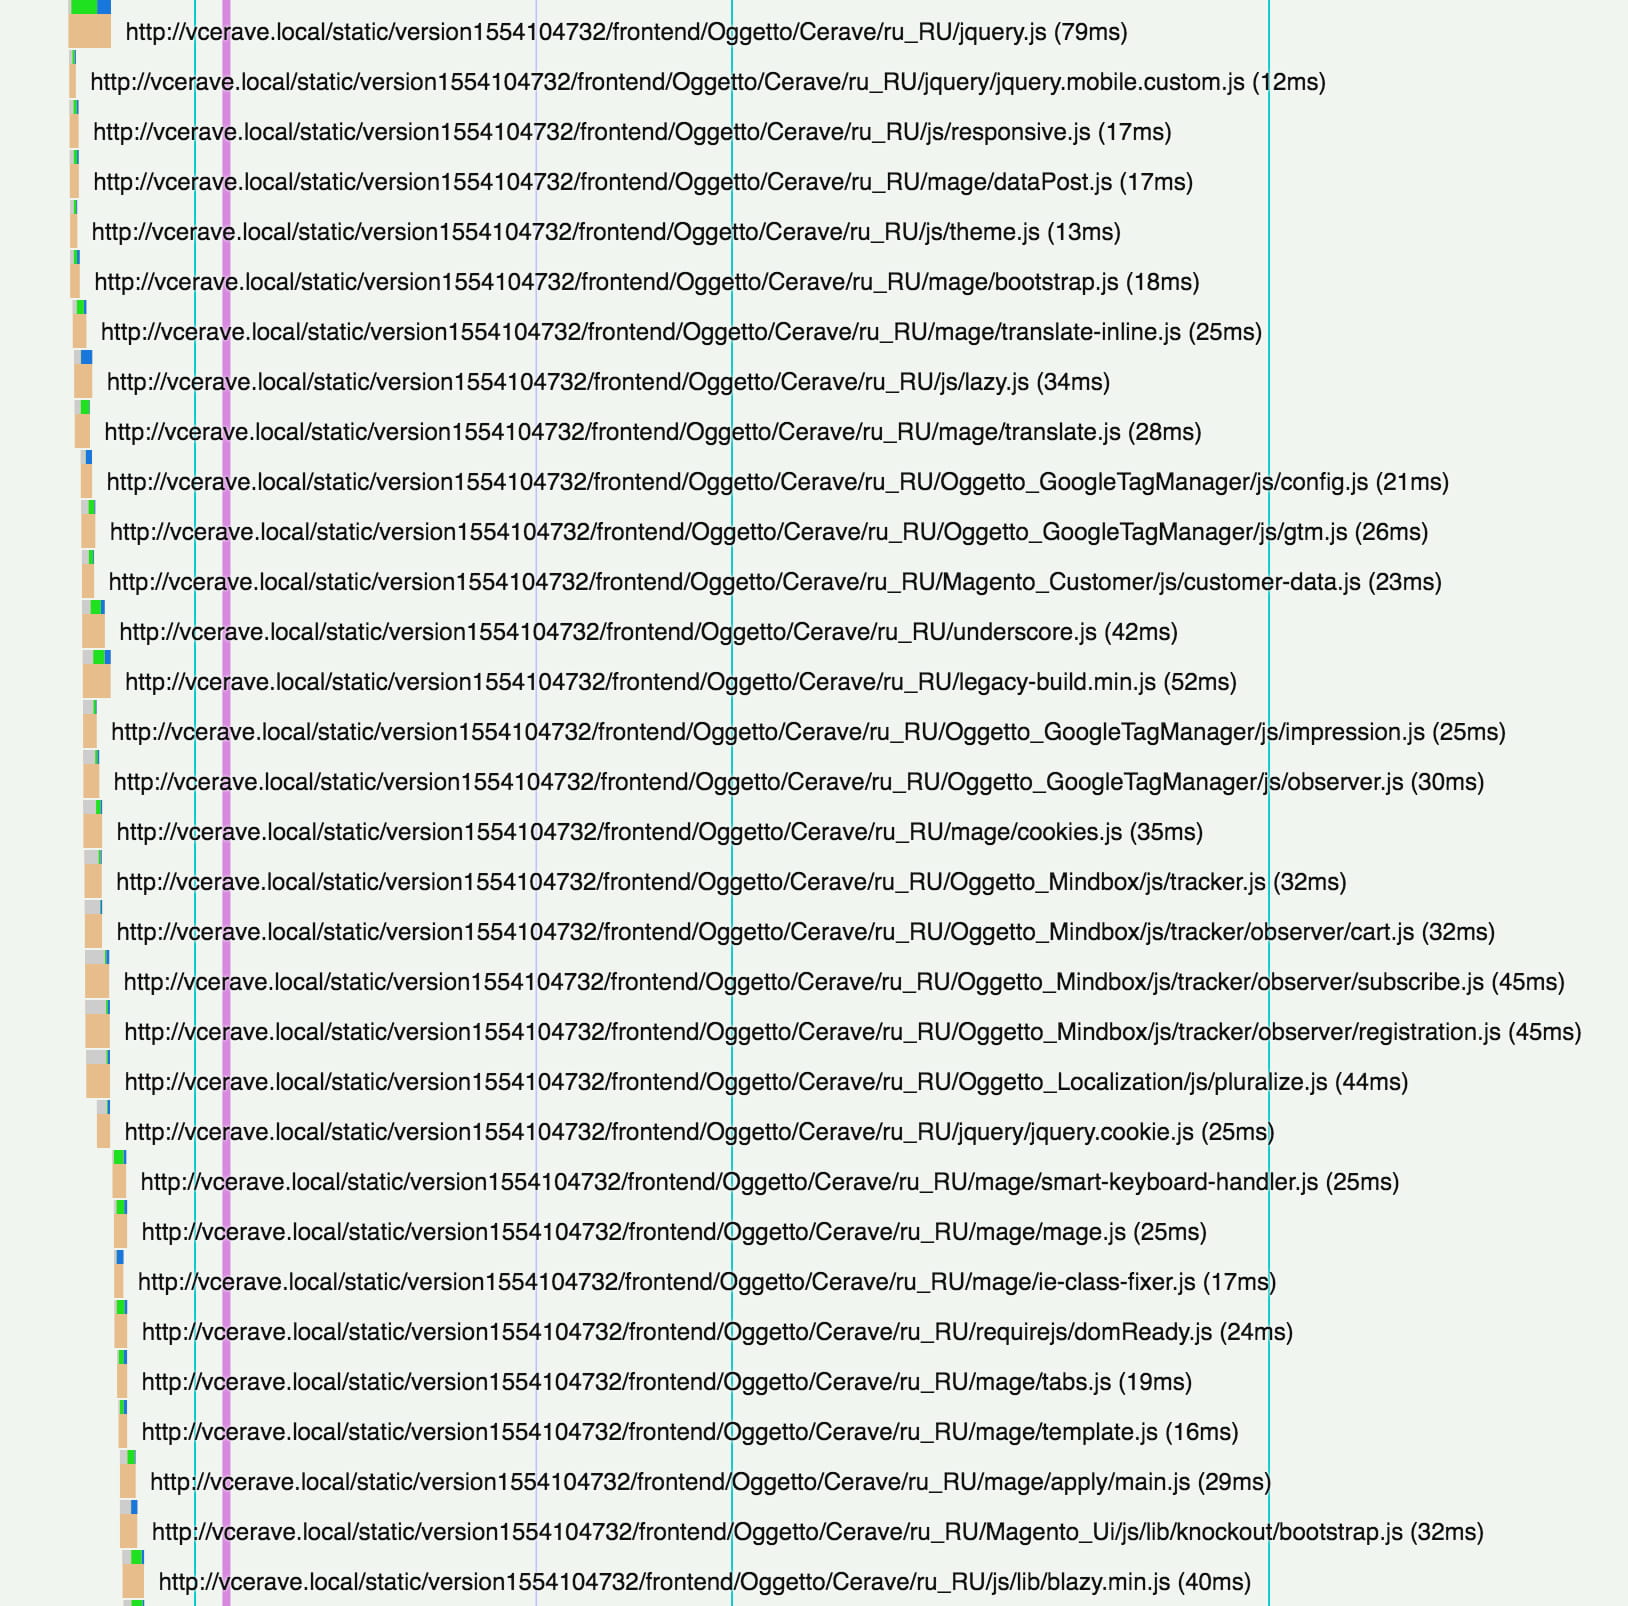 http://vcerave.local/static/version1554104732/frontend/Oggetto/Cerave/ru_RU/jquery.js (79ms)
http://vcerave.local/static/version1554104732/frontend/Oggetto/Cerave/ru_RU/jquery/jquery.mobile.custom.js (12ms)
http://vcerave.local/static/version1554104732/frontend/Oggetto/Cerave/ru_RU/js/responsive.js (17ms)
http://vcerave.local/static/version1554104732/frontend/Oggetto/Cerave/ru_RU/mage/dataPost.js (17ms)
http://vcerave.local/static/version1554104732/frontend/Oggetto/Cerave/ru_RU/js/theme.js (13ms)
http://vcerave.local/static/version1554104732/frontend/Oggetto/Cerave/ru_RU/mage/bootstrap.js (18ms)
http://vcerave.local/static/version1554104732/frontend/Oggetto/Cerave/ru_RU/mage/translate-inline.js (25ms)
http://vcerave.local/static/version1554104732/frontend/Oggetto/Cerave/ru_RU/js/lazy.js (34ms)
http://vcerave.local/static/version1554104732/frontend/Oggetto/Cerave/ru_RU/mage/translate.js (28ms)
http://vcerave.local/static/version1554104732/frontend/Oggetto/Cerave/ru_RU/Oggetto_GoogleTagManager/js/config.js (21ms)
http://vcerave.local/static/version1554104732/frontend/Oggetto/Cerave/ru_RU/Oggetto_GoogleTagManager/js/gtm.js (26ms)
http://vcerave.local/static/version1554104732/frontend/Oggetto/Cerave/ru_RU/Magento_Customer/js/customer-data.js (23ms)
http://vcerave.local/static/version1554104732/frontend/Oggetto/Cerave/ru_RU/underscore.js (42ms)
http://vcerave.local/static/version1554104732/frontend/Oggetto/Cerave/ru_RU/legacy-build.min.js (52ms)
http://vcerave.local/static/version1554104732/frontend/Oggetto/Cerave/ru_RU/Oggetto_GoogleTagManager/js/impression.js (25ms)
http://vcerave.local/static/version1554104732/frontend/Oggetto/Cerave/ru_RU/Oggetto_GoogleTagManager/js/observer.js (30ms)
http://vcerave.local/static/version1554104732/frontend/Oggetto/Cerave/ru_RU/mage/cookies.js (35ms)
http://vcerave.local/static/version1554104732/frontend/Oggetto/Cerave/ru_RU/Oggetto_Mindbox/js/tracker.js (32ms)
http://vcerave.local/static/version1554104732/frontend/Oggetto/Cerave/ru_RU/Oggetto_Mindbox/js/tracker/observer/cart.js (32ms)
http://vcerave.local/static/version1554104732/frontend/Oggetto/Cerave/ru_RU/Oggetto_Mindbox/js/tracker/observer/subscribe.js (45ms)
http://vcerave.local/static/version1554104732/frontend/Oggetto/Cerave/ru_RU/Oggetto_Mindbox/js/tracker/observer/registration.js (45ms)
http://vcerave.local/static/version1554104732/frontend/Oggetto/Cerave/ru_RU/Oggetto_Localization/js/pluralize.js (44ms)
http://vcerave.local/static/version1554104732/frontend/Oggetto/Cerave/ru_RU/jquery/jquery.cookie.js (25ms)
http://vcerave.local/static/version1554104732/frontend/Oggetto/Cerave/ru_RU/mage/smart-keyboard-handler.js (25ms)
http://vcerave.local/static/version1554104732/frontend/Oggetto/Cerave/ru_RU/mage/mage.js (25ms)
http://vcerave.local/static/version1554104732/frontend/Oggetto/Cerave/ru_RU/mage/ie-class-fixer.js (17ms)
http://vcerave.local/static/version1554104732/frontend/Oggetto/Cerave/ru_RU/requirejs/domReady.js (24ms)
http://vcerave.local/static/version1554104732/frontend/Oggetto/Cerave/ru_RU/mage/tabs.js (19ms)
http://vcerave.local/static/version1554104732/frontend/Oggetto/Cerave/ru_RU/mage/template.js (16ms)
http://vcerave.local/static/version1554104732/frontend/Oggetto/Cerave/ru_RU/mage/apply/main.js (29ms)
http://vcerave.local/static/version1554104732/frontend/Oggetto/Cerave/ru_RU/Magento_Ui/js/lib/knockout/bootstrap.js (32ms)
http://vcerave.local/static/version1554104732/frontend/Oggetto/Cerave/ru_RU/js/lib/blazy.min.js (40ms)